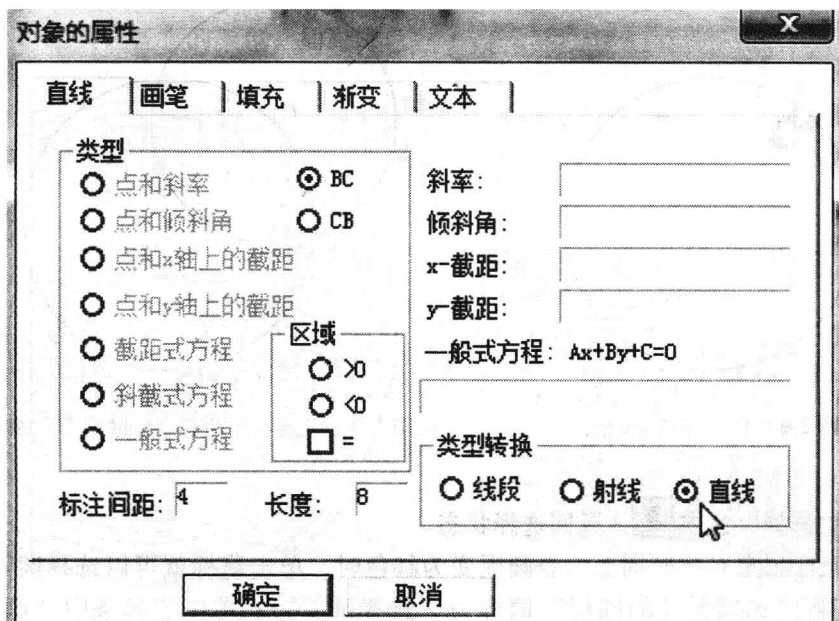 对象的属性
X
直线 画笔 填充 渐变 文本
类型
点和斜率 BC
点和倾斜角 CB
点和x轴上的截距
点和y轴上的截距
截距式方程
斜截式方程
一般式方程
区域
>0
<0
=
标注间距: 4 长度: 8
斜率:
倾斜角:
x-截距:
y-截距:
一般式方程: Ax+By+C=0
类型转换
线段 射线 直线
确定 取消